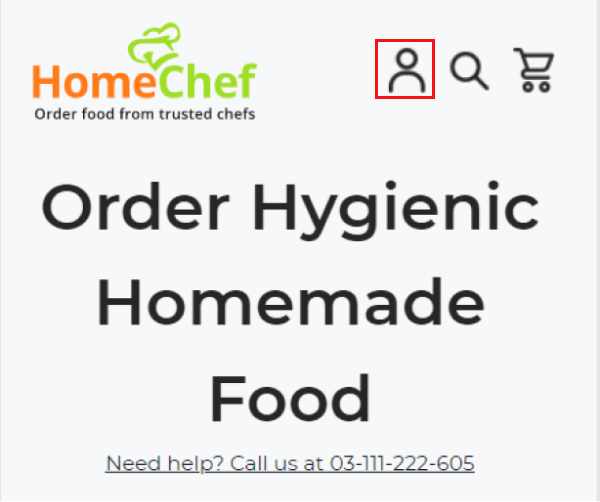 HomeChef
Order food from trusted chefs
Order Hygienic
Homemade
Food
Need help? Call us at 03-111-222-605